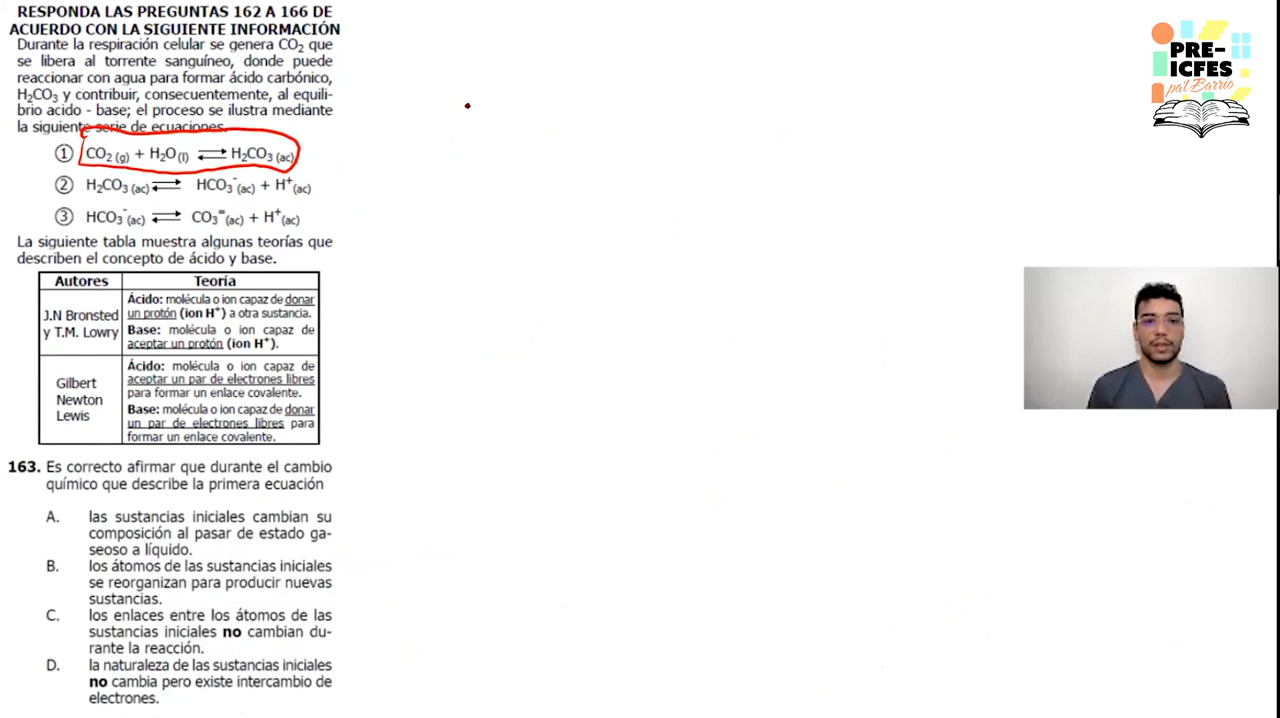 RESPONDA LAS PREGUNTAS 162 A 166 DE
ACUERDO CON LA SIGUIENTE INFORMACIÓN
Durante la respiración celular se genera CO₂ que
se libera al torrente sanguíneo, donde puede
reaccionar con agua para formar ácido carbónico,
H₂CO₃ y contribuir, consecuentemente, al equili-
brio acido - base; el proceso se ilustra mediante
la siguiente serie de ecuaciones.
① CO₂ (g) + H₂O (l) ⇌ H₂CO₃ (ac)
② H₂CO₃ (ac) ⇌ HCO₃⁻ (ac) + H⁺ (ac)
③ HCO₃⁻ (ac) ⇌ CO₃⁼ (ac) + H⁺ (ac)
La siguiente tabla muestra algunas teorías que
describen el concepto de ácido y base.
Autores Teoría
J.N Bronsted
y T.M. Lowry
Ácido: molécula o ion capaz de donar
un protón (ion H⁺) a otra sustancia.
Base: molécula o ion capaz de
aceptar un protón (ion H⁺).
Gilbert
Newton
Lewis
Ácido: molécula o ion capaz de
aceptar un par de electrones libres
para formar un enlace covalente.
Base: molécula o ion capaz de donar
un par de electrones libres para
formar un enlace covalente.
163. Es correcto afirmar que durante el cambio
químico que describe la primera ecuación
A. las sustancias iniciales cambian su
composición al pasar de estado ga-
seoso a líquido.
B. los átomos de las sustancias iniciales
se reorganizan para producir nuevas
sustancias.
C. los enlaces entre los átomos de las
sustancias iniciales no cambian du-
rante la reacción.
D. la naturaleza de las sustancias iniciales
no cambia pero existe intercambio de
electrones.
PRE-
ICFES
pa'l Barrio